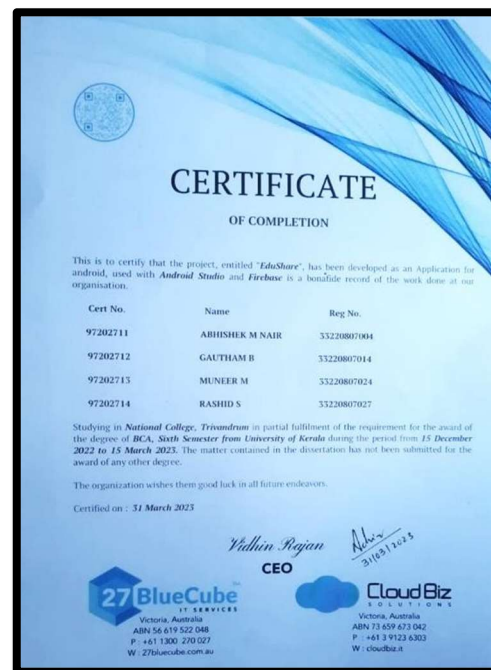 CERTIFICATE
OF COMPLETION
This is to certify that the project, entitled "EduShare", has been developed as an Application for
android, used with Android Studio and Firebase is a bonafide record of the work done at our
organisation.
Cert No. Name Reg No.
97202711 ABHISHEK M NAIR 33220807004
97202712 GAUTHAM B 33220807014
97202713 MUNEER M 33220807024
97202714 RASHID S 33220807027
Studying in National College, Trivandrum in partial fulfilment of the requirement for the award of
the degree of BCA, Sixth Semester from University of Kerala during the period from 15 December
2022 to 15 March 2023. The matter contained in the dissertation has not been submitted for the
award of any other degree.
The organization wishes them good luck in all future endeavors.
Certified on : 31 March 2023
Vidhin Rajan
CEO
31/03/2023
27 BlueCube
IT SERVICES
Victoria, Australia
ABN 56 619 522 048
P : +61 1300 270 027
W : 27bluecube.com.au
CloudBiz
SOLUTIONS
Victoria, Australia
ABN 73 659 673 042
P : +61 3 9123 6303
W : cloudbiz.it